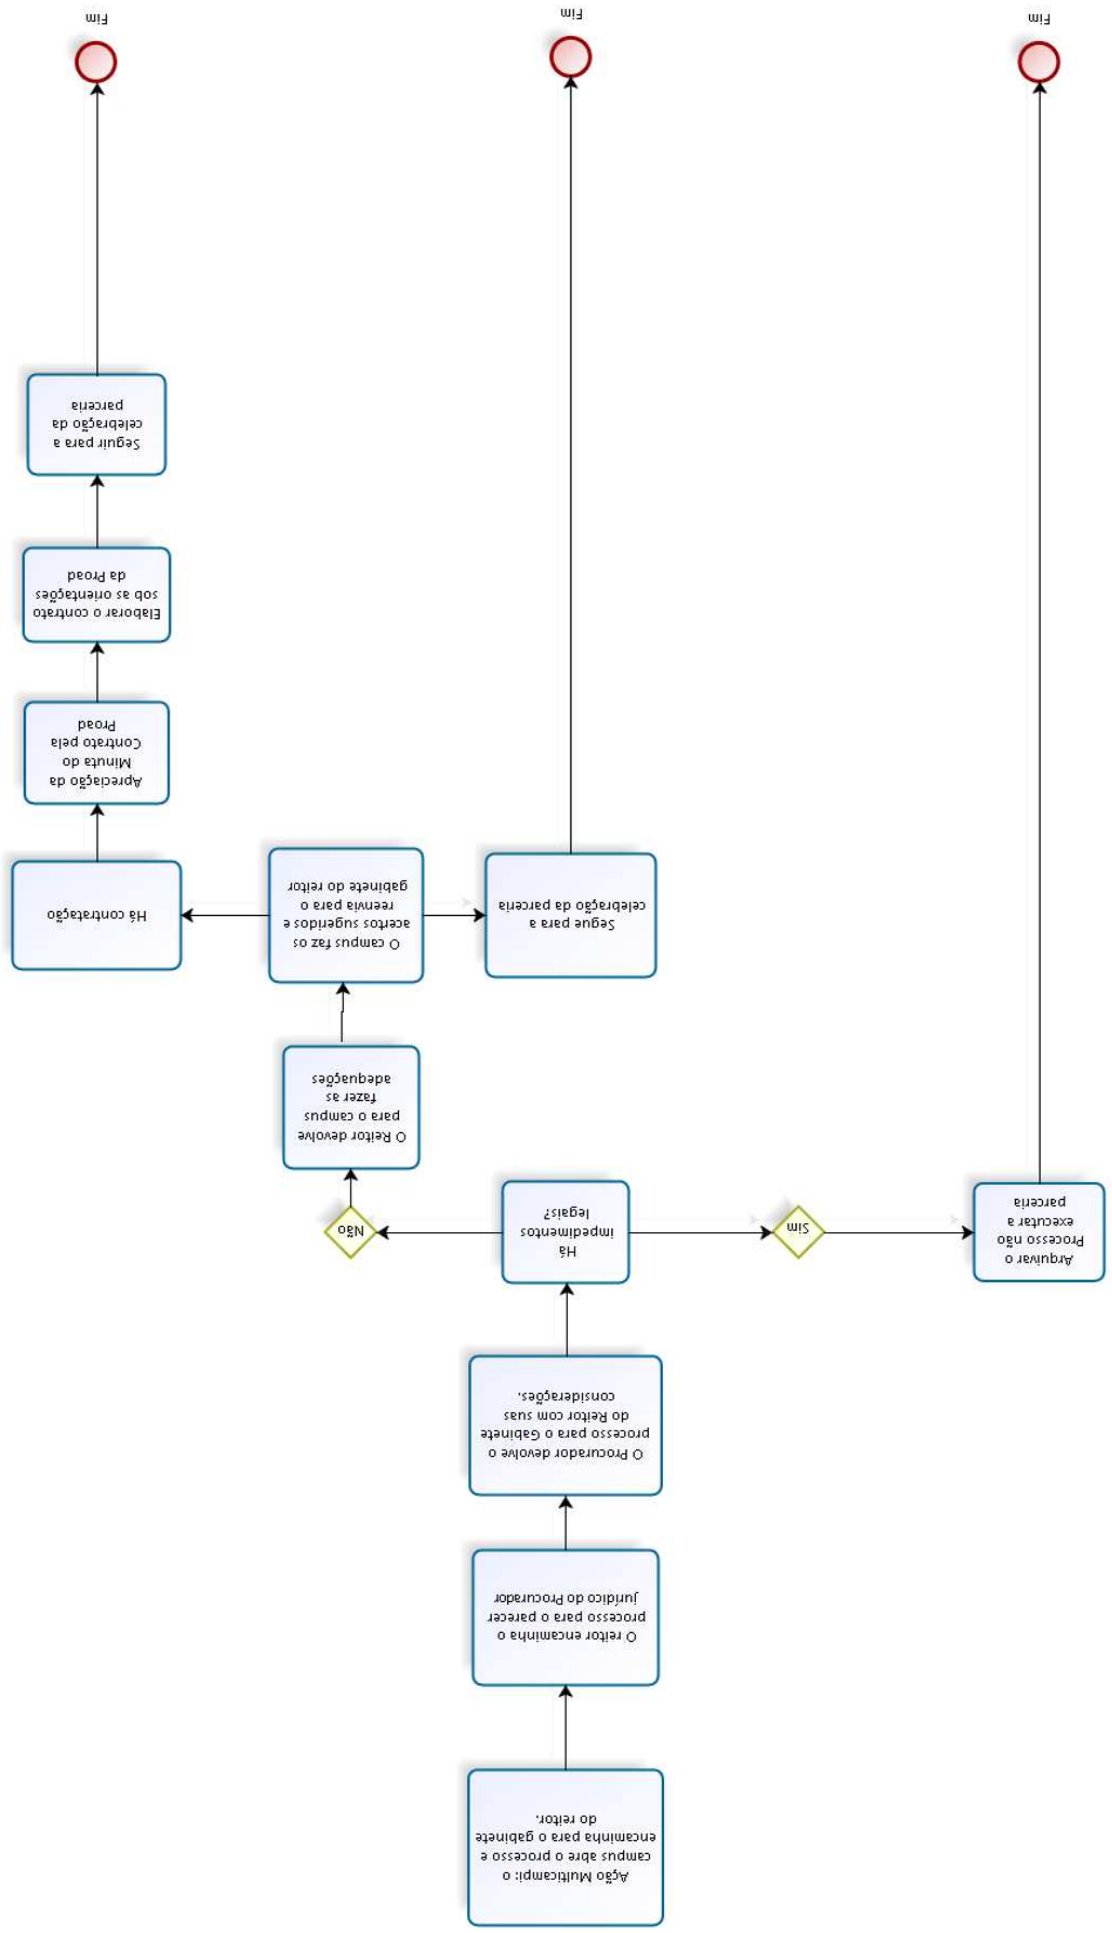 Ação Multicampi: o
campus abre o processo e
encaminha para o gabinete
do reitor.
O reitor encaminha o
processo para o parecer
jurídico do Procurador
O Procurador devolve o
processo para o Gabinete
do Reitor com suas
considerações.
Há
impedimentos
legais?
Sim
Arquivar o
Processo não
executar a
parceria
Fim
Não
O Reitor devolve
para o campus
fazer as
adequações
O campus faz os
acertos sugeridos e
reenvia para o
gabinete do reitor
Segue para a
celebração da parceria
Fim
Há contratação
Apreciação da
Minuta do
Contrato pela
Proad
Elaborar o contrato
sob as orientações
da Proad
Seguir para a
celebração da
parceria
Fim